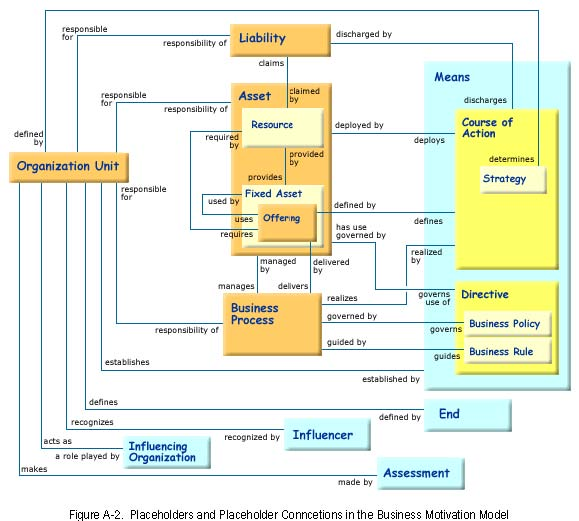 responsible
for
responsibility of
Liability
discharged by
claims
Means
responsible
for
responsibility of
Asset
claimed
by
discharges
Resource
deployed by
deploys
Course of
Action
required
by
defined
by
provided
by
determines
Organization Unit
provides
Strategy
responsible
for
Fixed Asset
used by
defined by
uses
Offering
defines
requires
has use
governed by
realized
by
managed
by
delivered
by
manages
delivers
governs
use of
Directive
Business
Process
realizes
governed by
Business Policy
governs
responsibility of
guided by
Business Rule
guides
establishes
established by
defines
defined by
End
recognizes
recognized by
Influencer
acts as
a role played by
Influencing
Organization
makes
made by
Assessment
Figure A-2.  Placeholders and Placeholder Conncetions in the Business Motivation Model